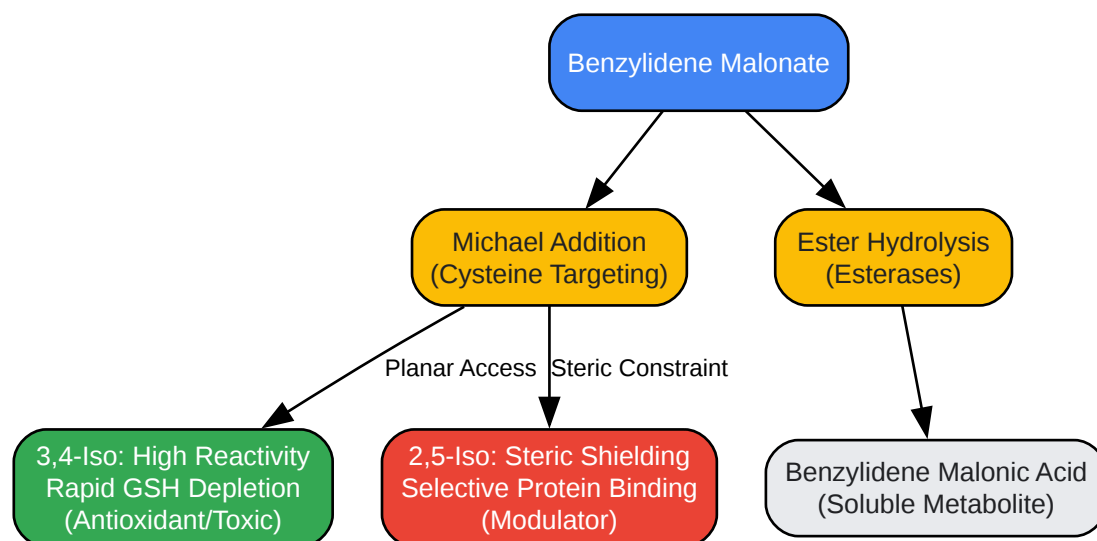 Benzylidene Malonate
Michael Addition
(Cysteine Targeting)
Ester Hydrolysis
(Esterases)
Planar Access
Steric Constraint
3,4-Iso: High Reactivity
Rapid GSH Depletion
(Antioxidant/Toxic)
2,5-Iso: Steric Shielding
Selective Protein Binding
(Modulator)
Benzylidene Malonic Acid
(Soluble Metabolite)